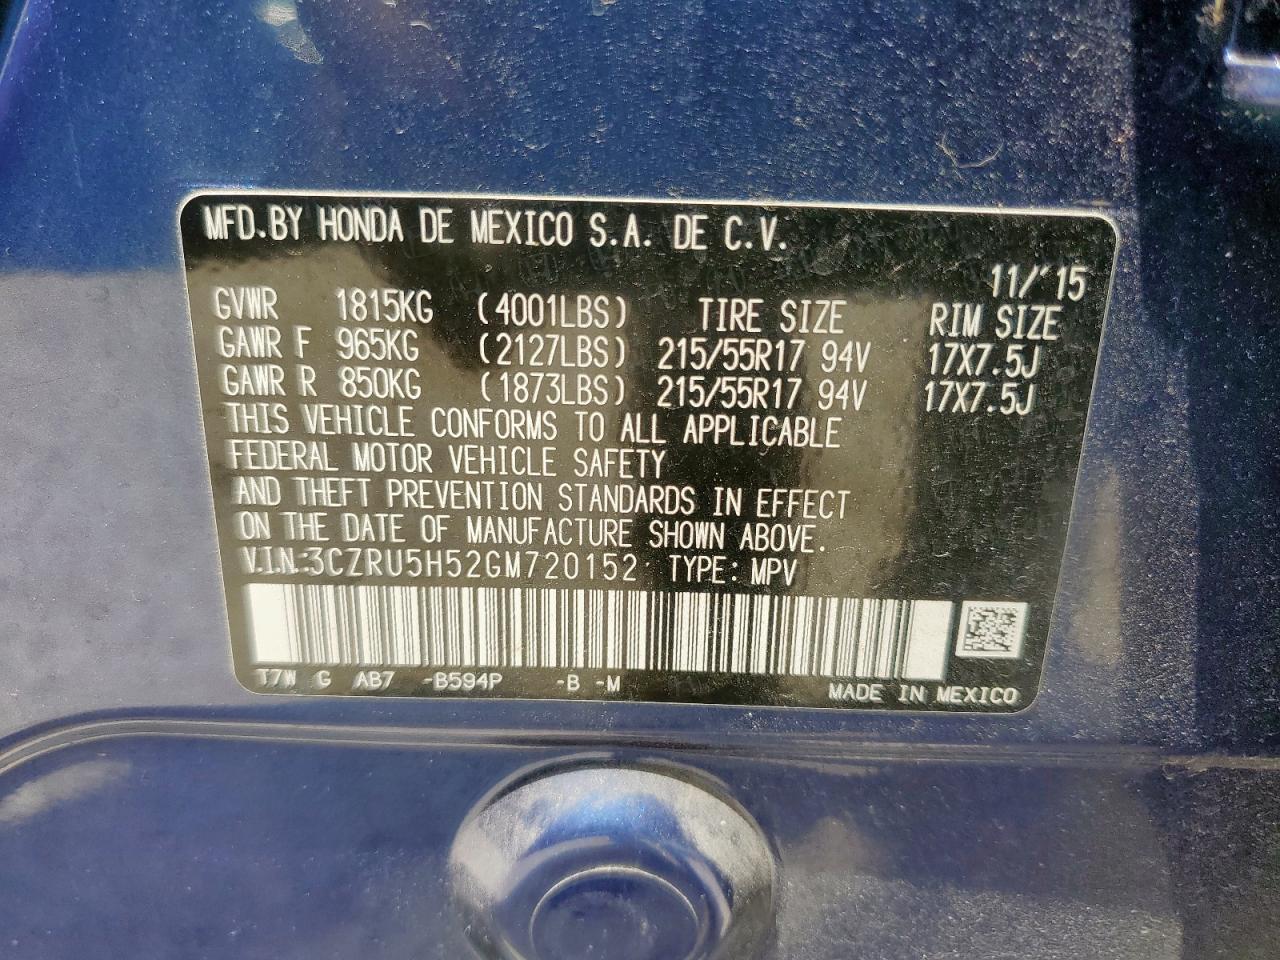 MFD.BY HONDA DE MEXICO S.A. DE C.V.
11/'15
GVWR 1815KG (4001LBS) TIRE SIZE RIM SIZE
GAWR F 965KG (2127LBS) 215/55R17 94V 17X7.5J
GAWR R 850KG (1873LBS) 215/55R17 94V 17X7.5J
THIS VEHICLE CONFORMS TO ALL APPLICABLE
FEDERAL MOTOR VEHICLE SAFETY
AND THEFT PREVENTION STANDARDS IN EFFECT
ON THE DATE OF MANUFACTURE SHOWN ABOVE.
V.I.N:3CZRU5H52GM720152 TYPE: MPV
T7W G AB7 -B594P -B -M
MADE IN MEXICO